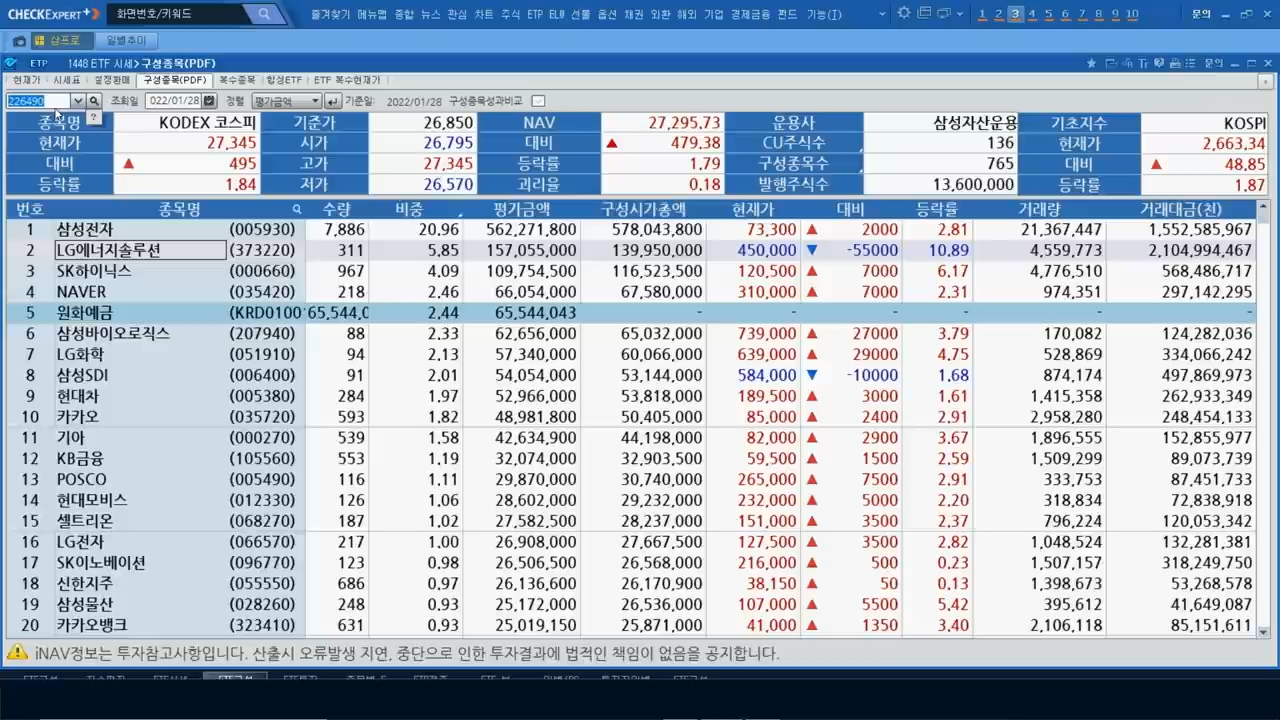 CHECK EXPERT+ 화면번호/키워드 즐겨찾기 메뉴맵 종합 뉴스 관심 차트 주식 ETP ELW 선물 옵션 채권 외환 해외 기업 경제금융 펀드 기능(I) 1 2 3 4 5 6 7 8 9 10 문의
삼프로 일별추이
ETP 1448 ETF 시세>구성종목(PDF) 문의
현재가 시세표 설정환매 구성종목(PDF) 복수종목 합성ETF ETF 복수현재가
226490 조회일 022/01/28 정렬 평가금액 기준일: 2022/01/28 구성종목성과비교
?
종목명 KODEX 코스피 기준가 26,850 NAV 27,295.73 운용사 삼성자산운용 기초지수 KOSPI
현재가 27,345 시가 26,795 대비 ▲ 479.38 CU주식수 136 현재가 2,663.34
대비 ▲ 495 고가 27,345 등락률 1.79 구성종목수 765 대비 ▲ 48.85
등락률 1.84 저가 26,570 괴리율 0.18 발행주식수 13,600,000 등락률 1.87
번호 종목명 수량 비중 평가금액 구성시가총액 현재가 대비 등락률 거래량 거래대금(천)
1 삼성전자 (005930) 7,886 20.96 562,271,800 578,043,800 73,300 ▲ 2000 2.81 21,367,447 1,552,585,967
2 LG에너지솔루션 (373220) 311 5.85 157,055,000 139,950,000 450,000 ▼ -55000 10.89 4,559,773 2,104,994,467
3 SK하이닉스 (000660) 967 4.09 109,754,500 116,523,500 120,500 ▲ 7000 6.17 4,776,510 568,486,717
4 NAVER (035420) 218 2.46 66,054,000 67,580,000 310,000 ▲ 7000 2.31 974,351 297,142,295
5 원화예금 (KRD0100 65,544,0 2.44 65,544,043 - - - - -
6 삼성바이오로직스 (207940) 88 2.33 62,656,000 65,032,000 739,000 ▲ 27000 3.79 170,082 124,282,036
7 LG화학 (051910) 94 2.13 57,340,000 60,066,000 639,000 ▲ 29000 4.75 528,869 334,066,242
8 삼성SDI (006400) 91 2.01 54,054,000 53,144,000 584,000 ▼ -10000 1.68 874,174 497,869,973
9 현대차 (005380) 284 1.97 52,966,000 53,818,000 189,500 ▲ 3000 1.61 1,415,358 262,933,349
10 카카오 (035720) 593 1.82 48,981,800 50,405,000 85,000 ▲ 2400 2.91 2,958,280 248,454,133
11 기아 (000270) 539 1.58 42,634,900 44,198,000 82,000 ▲ 2900 3.67 1,896,555 152,855,977
12 KB금융 (105560) 553 1.19 32,074,000 32,903,500 59,500 ▲ 1500 2.59 1,509,299 89,073,739
13 POSCO (005490) 116 1.11 29,870,000 30,740,000 265,000 ▲ 7500 2.91 333,753 87,451,733
14 현대모비스 (012330) 126 1.06 28,602,000 29,232,000 232,000 ▲ 5000 2.20 318,834 72,838,918
15 셀트리온 (068270) 187 1.02 27,582,500 28,237,000 151,000 ▲ 3500 2.37 796,224 120,053,342
16 LG전자 (066570) 217 1.00 26,908,000 27,667,500 127,500 ▲ 3500 2.82 1,048,524 132,281,381
17 SK이노베이션 (096770) 123 0.98 26,506,500 26,568,000 216,000 ▲ 500 0.23 1,507,157 318,249,750
18 신한지주 (055550) 686 0.97 26,136,600 26,170,900 38,150 ▲ 50 0.13 1,398,673 53,268,578
19 삼성물산 (028260) 248 0.93 25,172,000 26,536,000 107,000 ▲ 5500 5.42 395,612 41,649,087
20 카카오뱅크 (323410) 631 0.93 25,019,150 25,871,000 41,000 ▲ 1350 3.40 2,106,118 85,151,611
iNAV정보는 투자참고사항입니다. 산출시 오류발생 지연, 중단으로 인한 투자결과에 법적인 책임이 없음을 공지합니다.